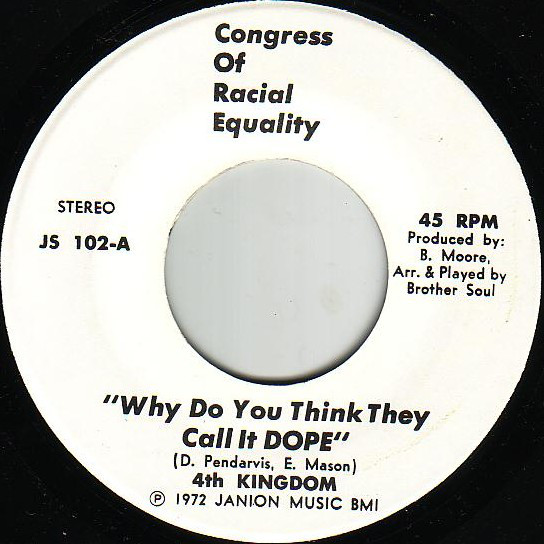 Congress
Of
Racial
Equality
STEREO
JS 102-A
45 RPM
Produced by:
B. Moore,
Arr. & Played by
Brother Soul
"Why Do You Think They
Call It DOPE"
(D. Pendarvis, E. Mason)
4th KINGDOM
℗ 1972 JANION MUSIC BMI